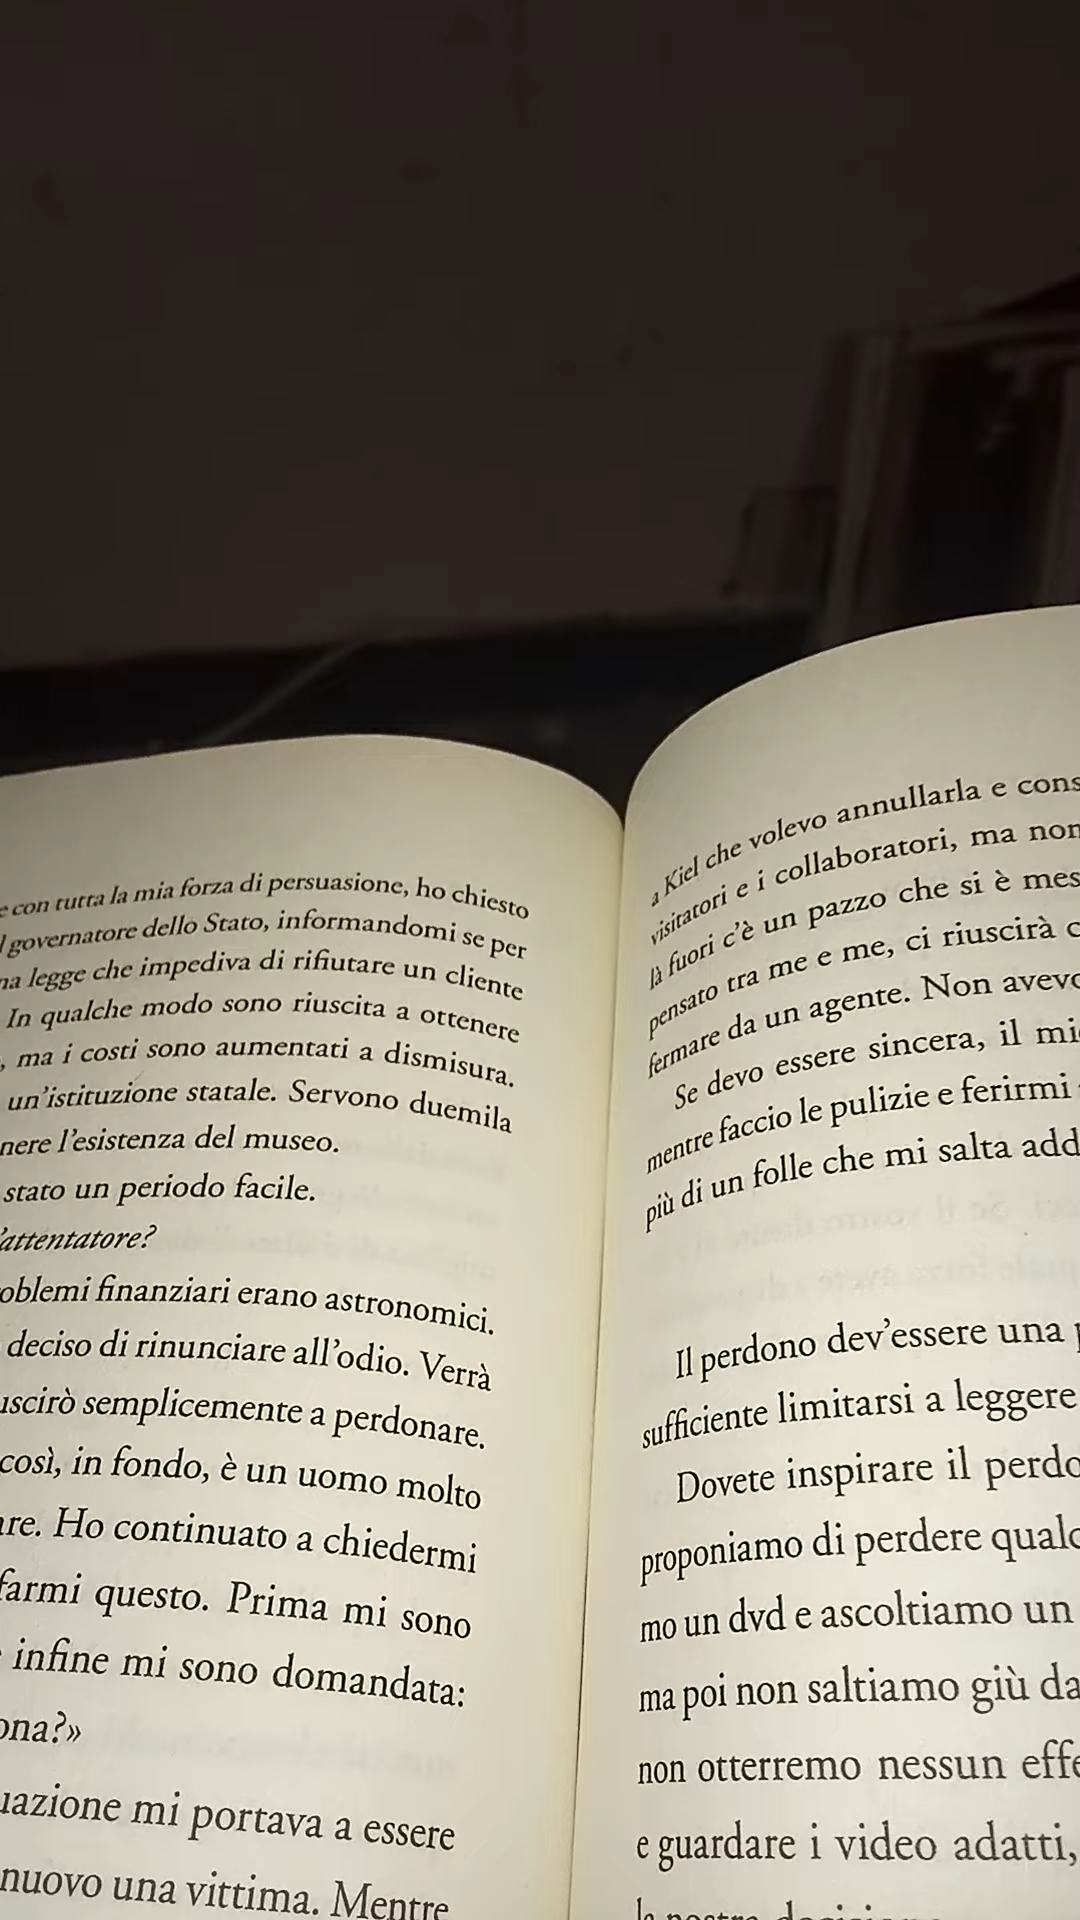 con tutta la mia forza di persuasione, ho chiesto
governatore dello Stato, informandomi se per
legge che impediva di rifiutare un cliente
In qualche modo sono riuscita a ottenere
, ma i costi sono aumentati a dismisura.
un'istituzione statale. Servono duemila
nere l'esistenza del museo.
stato un periodo facile.
'attentatore?
oblemi finanziari erano astronomici.
deciso di rinunciare all'odio. Verrà
uscirò semplicemente a perdonare.
così, in fondo, è un uomo molto
are. Ho continuato a chiedermi
farmi questo. Prima mi sono
infine mi sono domandata:
ona?»
uazione mi portava a essere
nuovo una vittima. Mentre
a Kiel che volevo annullarla e cons
visitatori e i collaboratori, ma non
là fuori c'è un pazzo che si è mes
pensato tra me e me, ci riuscirà
fermare da un agente. Non avevo
Se devo essere sincera, il
mentre faccio le pulizie e ferirmi
più di un folle che mi salta add
Il perdono dev'essere una
sufficiente limitarsi a leggere
Dovete inspirare il perdo
proponiamo di perdere qualc
mo un dvd e ascoltiamo un
ma poi non saltiamo giù da
non otterremo nessun effe
e guardare i video adatti,